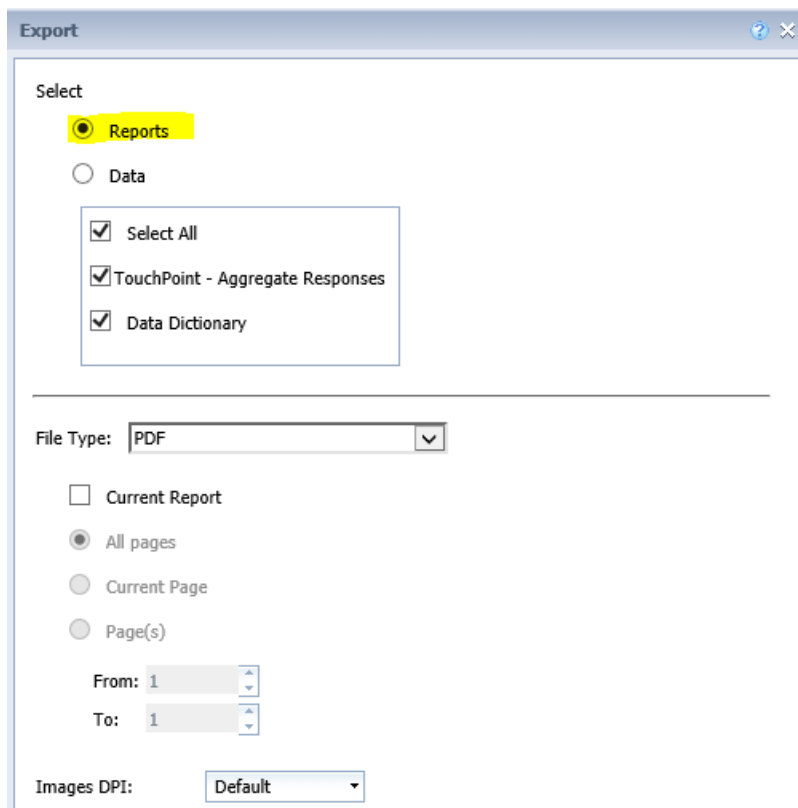 Export
Select
Reports
Data
Select All
TouchPoint - Aggregate Responses
Data Dictionary
File Type: PDF
Current Report
All pages
Current Page
Page(s)
From: 1
To: 1
Images DPI: Default